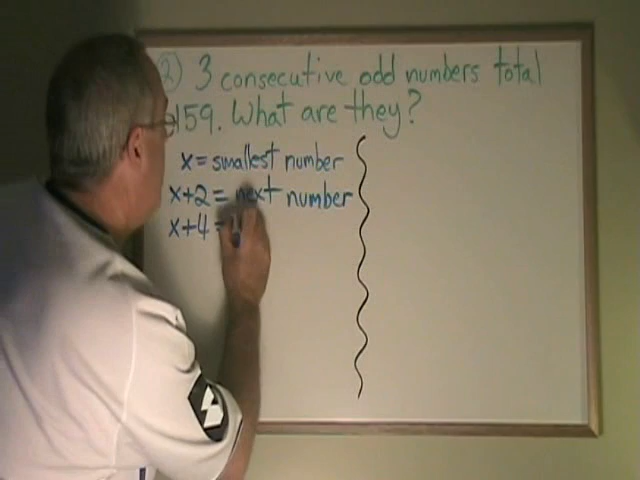 2) 3 consecutive odd numbers total
159. What are they?
x = smallest number
x+2 = next number
x+4 =